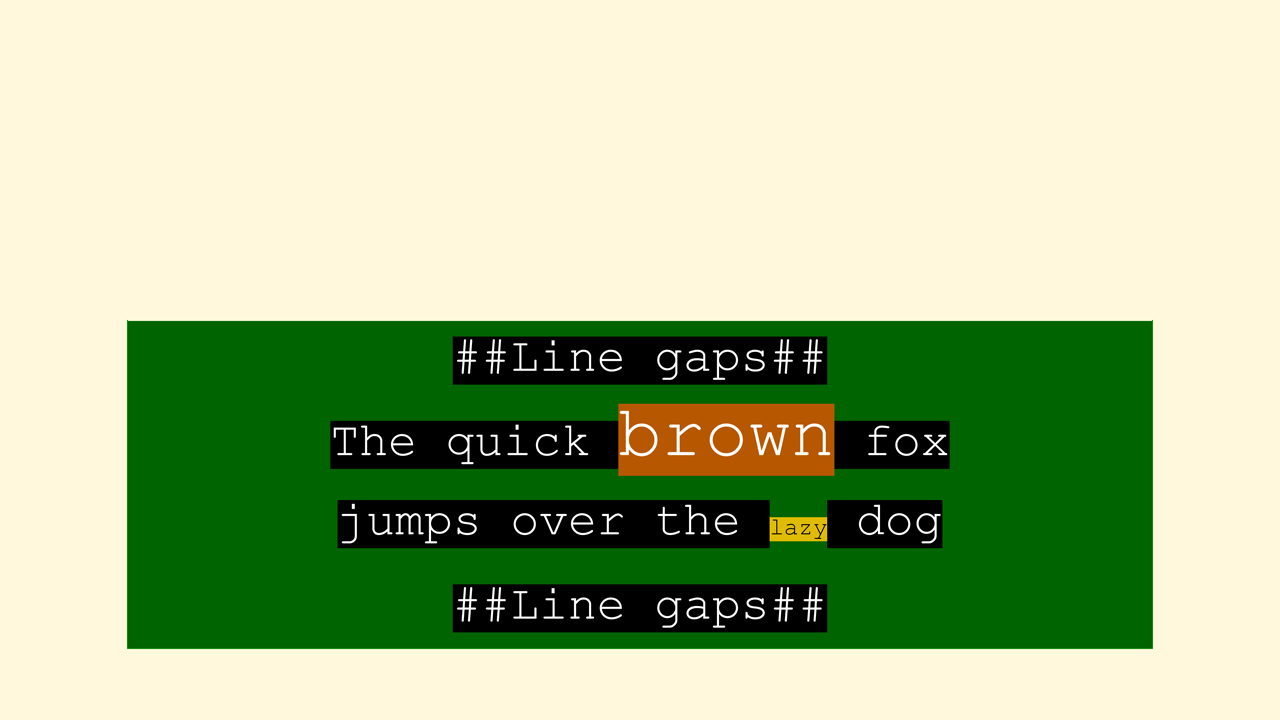 ##Line gaps##
The quick brown fox
jumps over the lazy dog
##Line gaps##